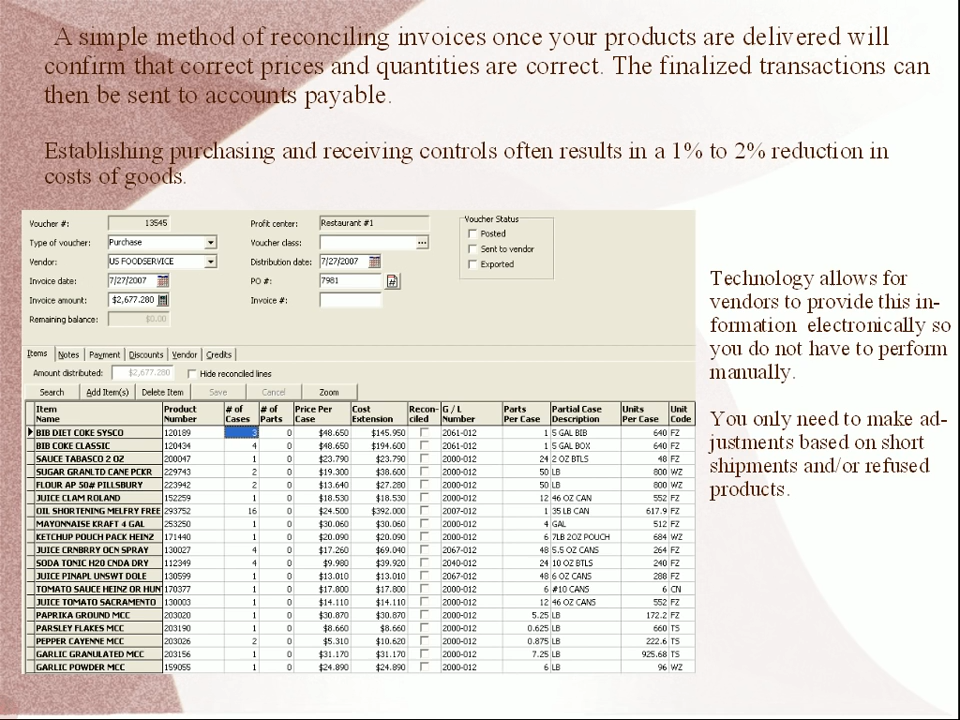 A simple method of reconciling invoices once your products are delivered will
confirm that correct prices and quantities are correct. The finalized transactions can
then be sent to accounts payable.
Establishing purchasing and receiving controls often results in a 1% to 2% reduction in
costs of goods.
Voucher #: 13545 Profit center: Restaurant #1 Voucher Status
Posted
Type of voucher: Purchase Voucher class: ... Sent to vendor
Vendor: US FOODSERVICE Distribution date: 7/27/2007 Exported
Invoice date: 7/27/2007 PO #: 7981
Invoice amount: $2,677.280 Invoice #:
Remaining balance: $0.00
Items Notes Payment Discounts Vendor Credits
Amount distributed: $2,677.280 Hide reconciled lines
Search Add Item(s) Delete Item Save Cancel Zoom
Item Product # of # of Price Per Cost Recon- G / L Parts Partial Case Units Unit
Name Number Cases Parts Case Extension ciled Number Per Case Description Per Case Code
BIB DIET COKE SYSCO 120189 3 0 $48.650 $145.950 2061-012 1 5 GAL BIB 640 FZ
BIB COKE CLASSIC 120434 4 0 $48.650 $194.600 2061-012 1 5 GAL BOX 640 FZ
SAUCE TABASCO 2 OZ 200047 1 0 $23.790 $23.790 2000-012 24 2 OZ BTLS 48 FZ
SUGAR GRANLTD CANE PCKR 229743 2 0 $19.300 $38.600 2000-012 50 LB 800 WZ
FLOUR AP 50# PILLSBURY 223942 2 0 $13.640 $27.280 2000-012 50 LB 800 WZ
JUICE CLAM ROLAND 152259 1 0 $18.530 $18.530 2000-012 12 46 OZ CAN 552 FZ
OIL SHORTENING MELFRY FREE 293752 16 0 $24.500 $392.000 2007-012 1 35 LB CAN 617.9 FZ
MAYONNAISE KRAFT 4 GAL 253250 1 0 $30.060 $30.060 2000-012 4 GAL 512 FZ
KETCHUP POUCH PACK HEINZ 171440 1 0 $20.090 $20.090 2000-012 6 7LB 2OZ POUCH 684 WZ
JUICE CRNBRRY OCN SPRAY 130027 4 0 $17.260 $69.040 2067-012 48 5.5 OZ CANS 264 FZ
SODA TONIC H20 CNDA DRY 112349 4 0 $9.980 $39.920 2040-012 24 10 OZ BTLS 240 FZ
JUICE PINAPL UNSWT DOLE 130599 1 0 $13.010 $13.010 2067-012 48 6 OZ CANS 288 FZ
TOMATO SAUCE HEINZ OR HUN 170377 1 0 $17.800 $17.800 2000-012 6 #10 CANS 6 CN
JUICE TOMATO SACRAMENTO 130003 1 0 $14.110 $14.110 2000-012 12 46 OZ CANS 552 FZ
PAPRIKA GROUND MCC 203020 1 0 $30.870 $30.870 2000-012 5.25 LB 172.2 FZ
PARSLEY FLAKES MCC 203190 1 0 $8.660 $8.660 2000-012 0.625 LB 660 TS
PEPPER CAYENNE MCC 203026 2 0 $5.310 $10.620 2000-012 0.875 LB 222.6 TS
GARLIC GRANULATED MCC 203156 1 0 $31.170 $31.170 2000-012 7.25 LB 925.68 TS
GARLIC POWDER MCC 159055 1 0 $24.890 $24.890 2000-012 6 LB 96 WZ
Technology allows for
vendors to provide this in-
formation electronically so
you do not have to perform
manually.
You only need to make ad-
justments based on short
shipments and/or refused
products.